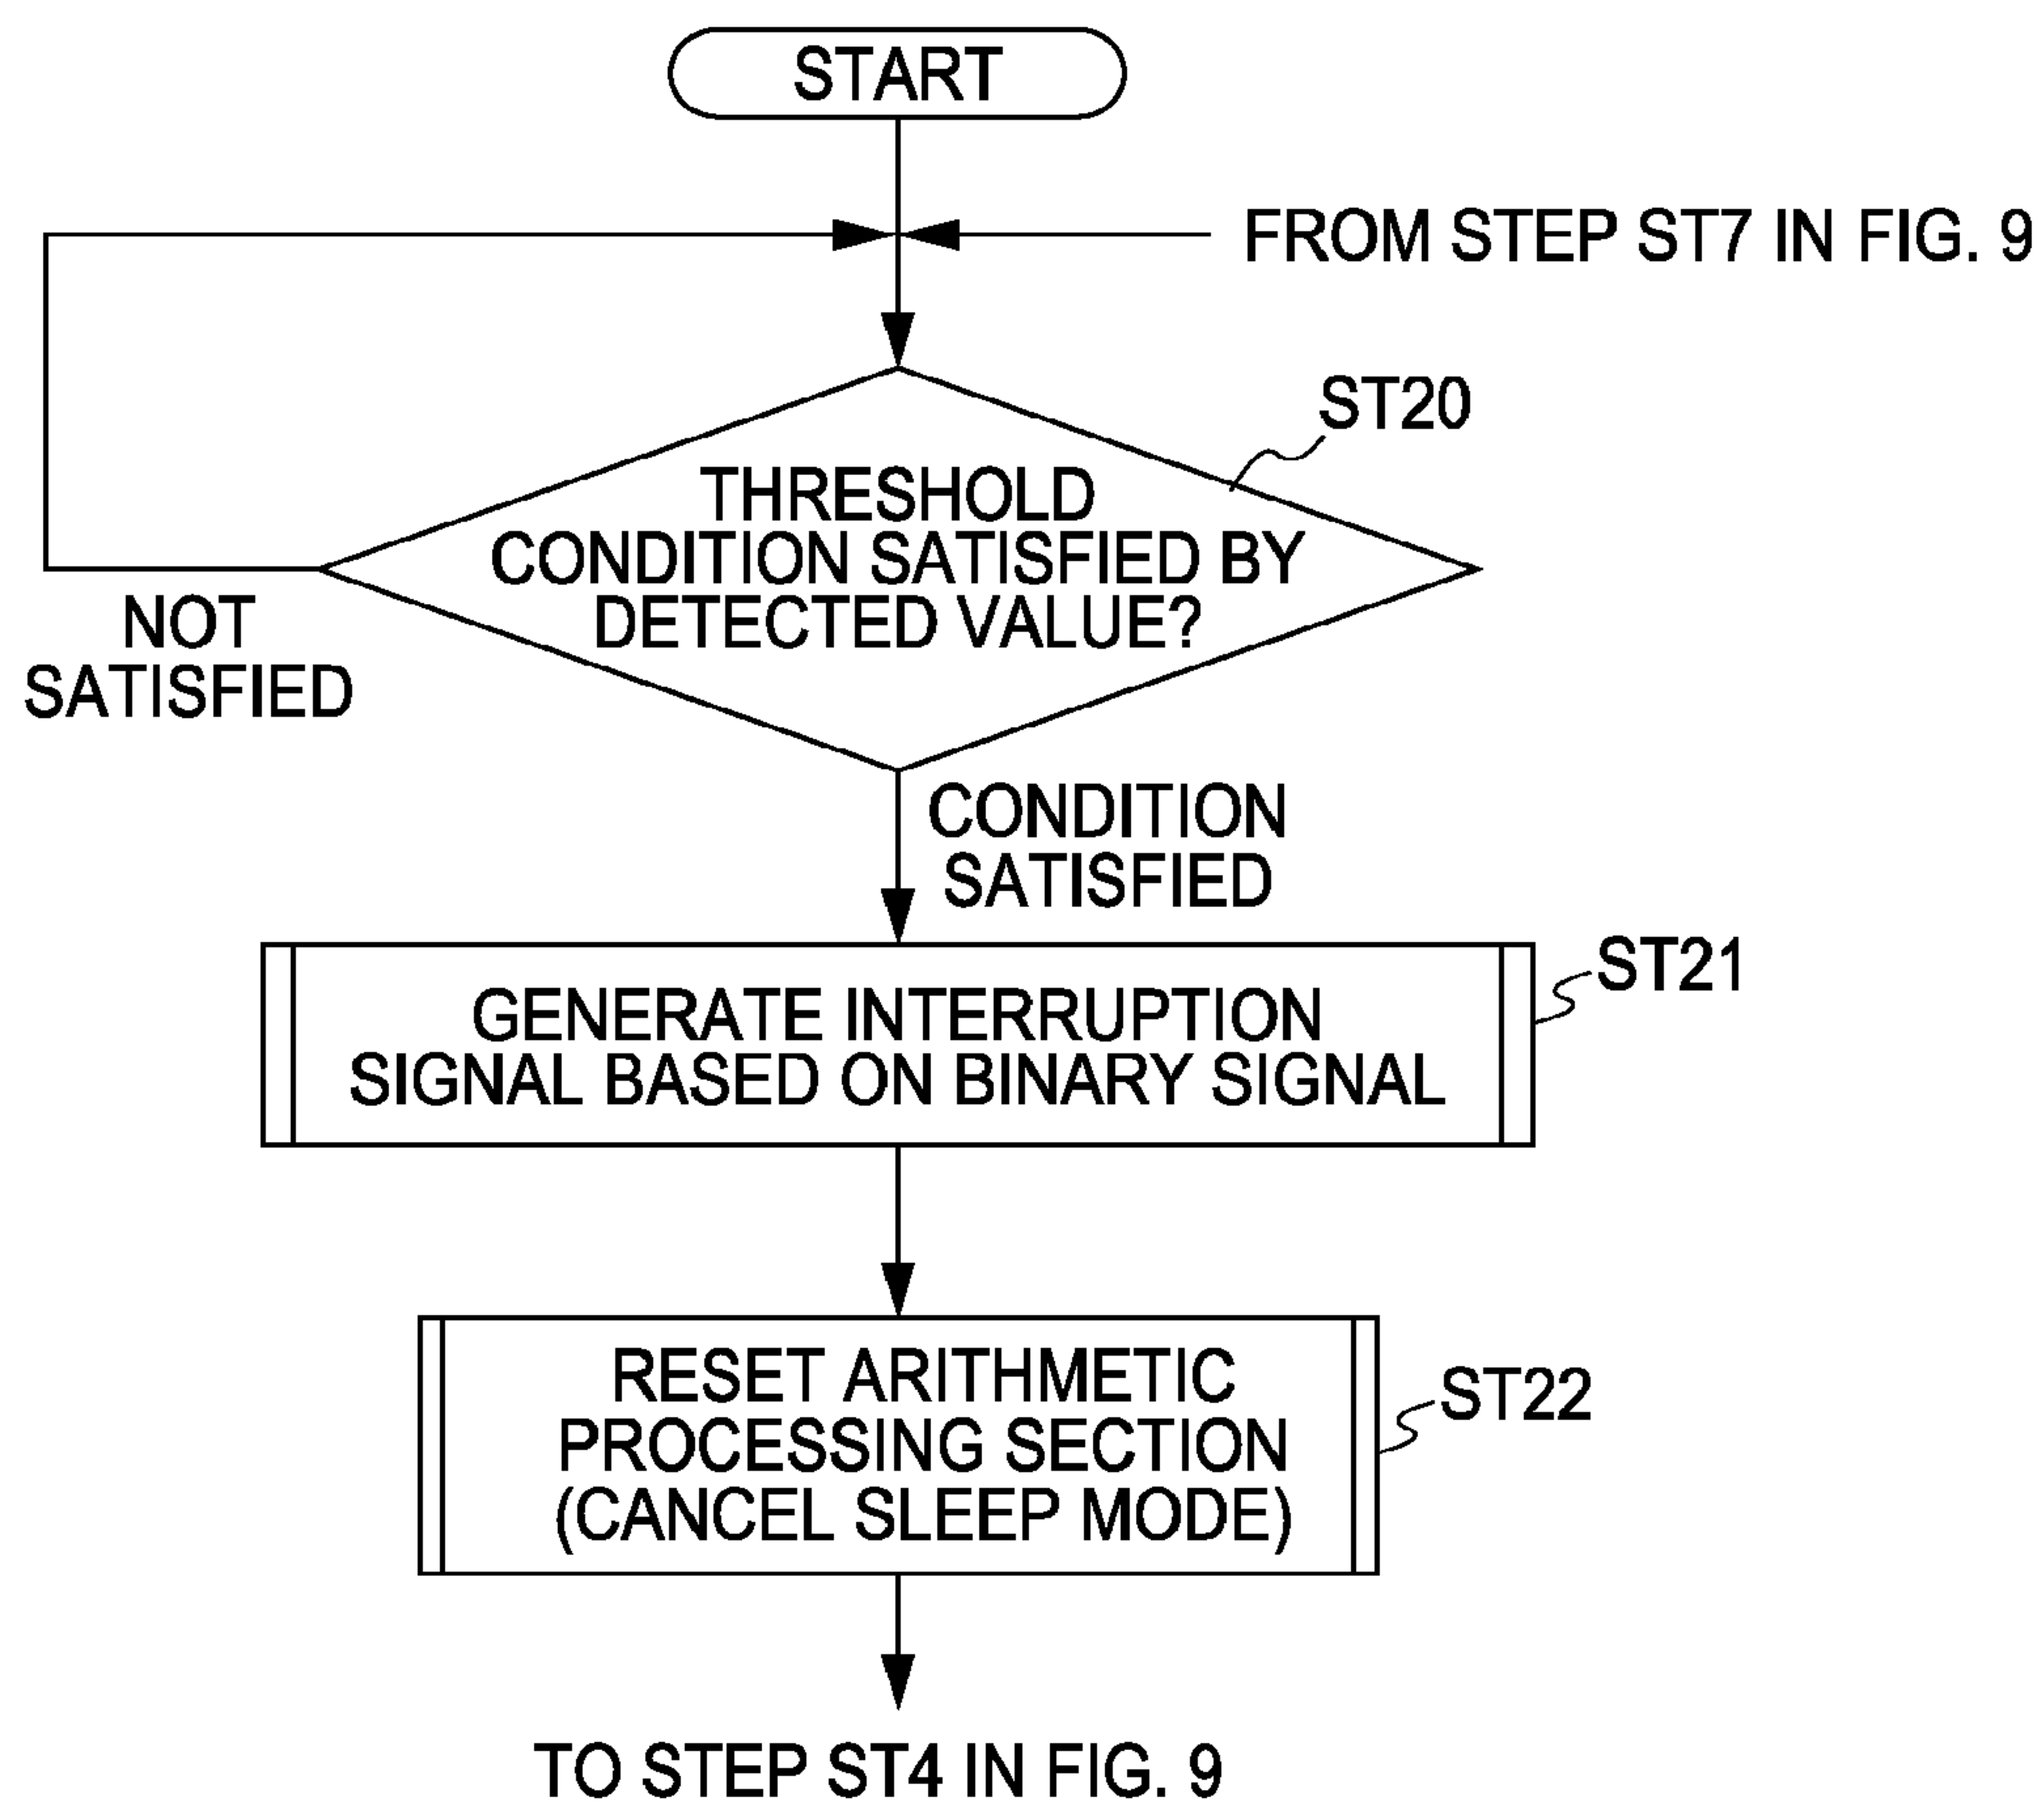 START
FROM STEP ST7 IN FIG. 9
ST20
THRESHOLD
CONDITION SATISFIED BY
DETECTED VALUE?
NOT
SATISFIED
CONDITION
SATISFIED
ST21
GENERATE INTERRUPTION
SIGNAL BASED ON BINARY SIGNAL
RESET ARITHMETIC
PROCESSING SECTION
(CANCEL SLEEP MODE)
ST22
TO STEP ST4 IN FIG. 9